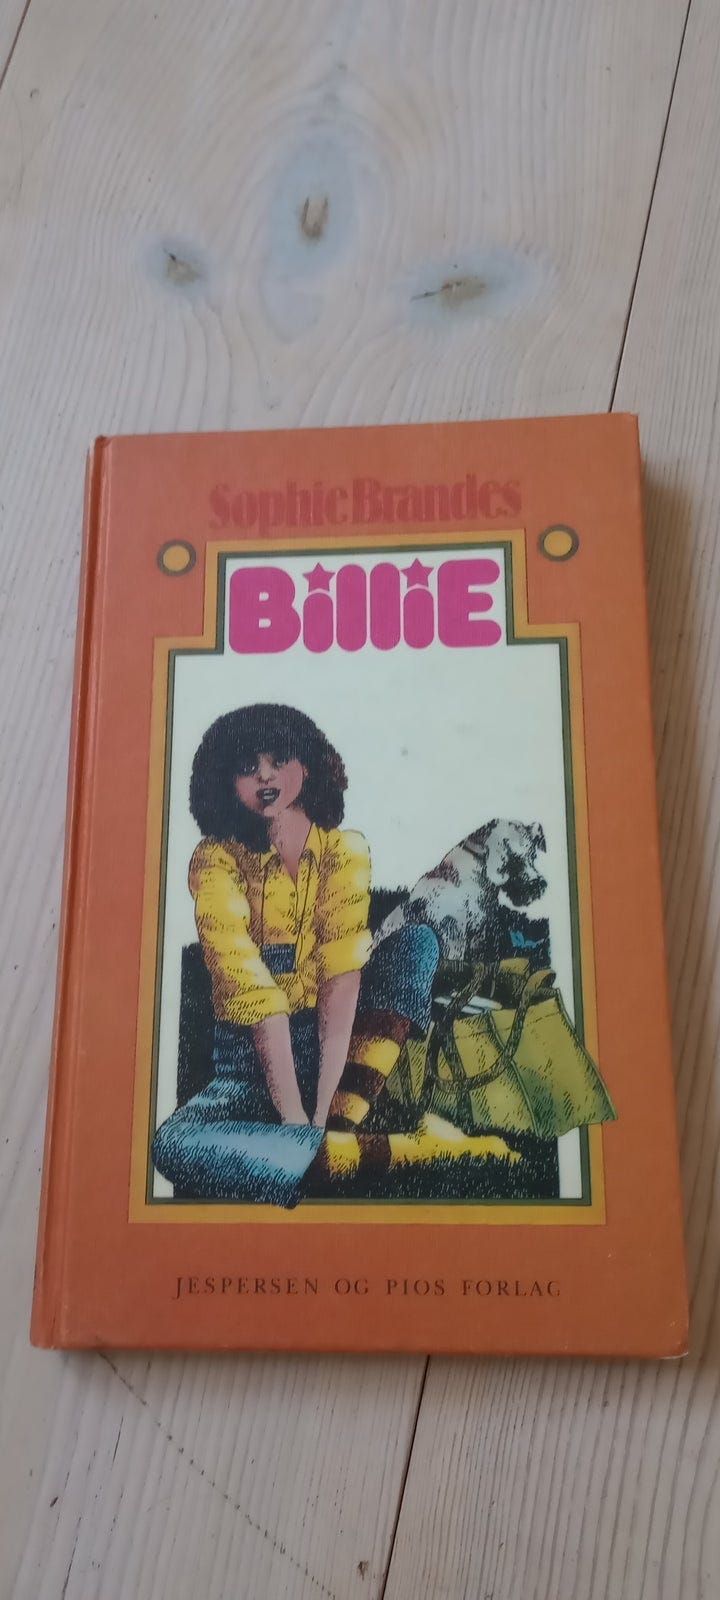 Sophie Brandes
BilliE
JESPERSEN OG PIOS FORLAG